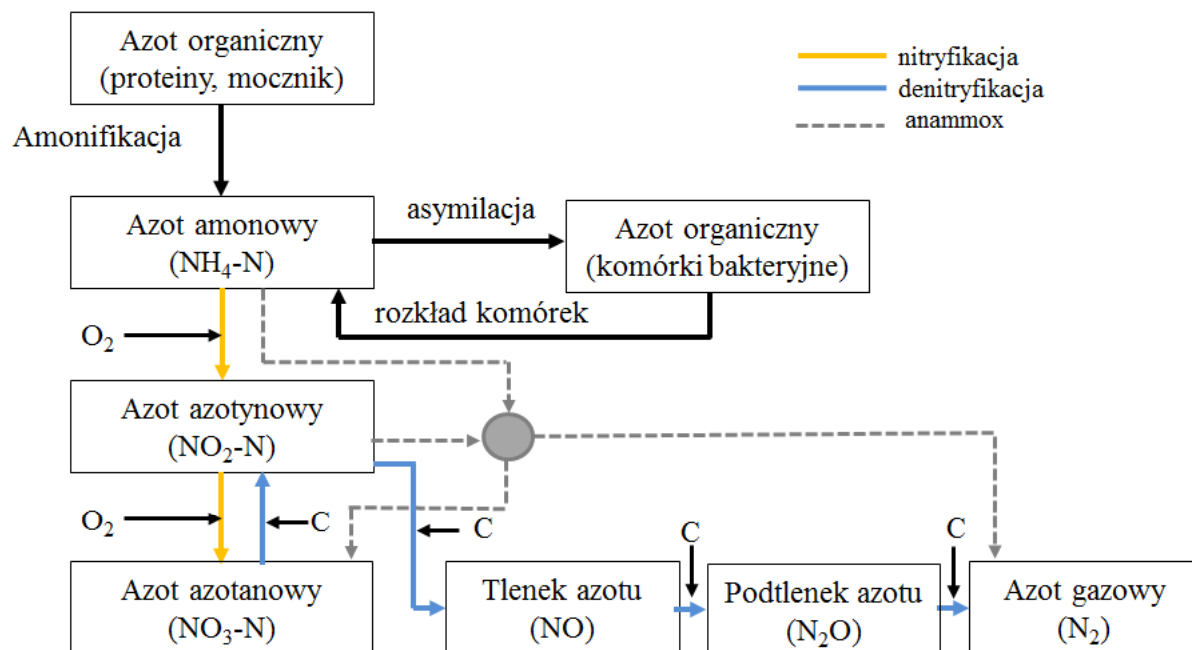 Azot organiczny
(proteiny, mocznik)
nitryfikacja
denitryfikacja
anammox
Amonifikacja
Azot amonowy
(NH₄-N)
asymilacja
Azot organiczny
(komórki bakteryjne)
rozkład komórek
O₂
Azot azotynowy
(NO₂-N)
O₂
C
C
C
C
Azot azotanowy
(NO₃-N)
Tlenek azotu
(NO)
Podtlenek azotu
(N₂O)
Azot gazowy
(N₂)